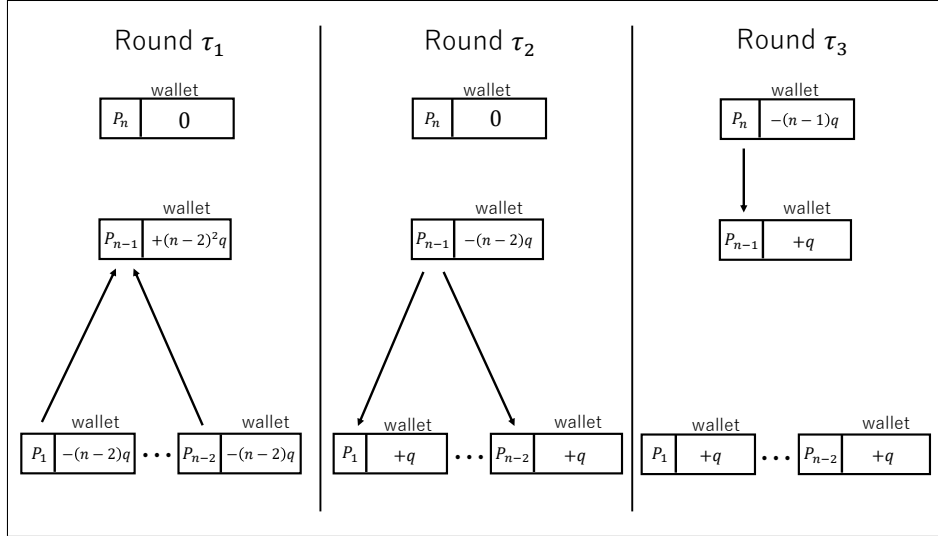 Round τ₁
wallet
Pₙ 0
wallet
Pₙ₋₁ +(n − 2)²q
wallet wallet
P₁ −(n − 2)q ··· Pₙ₋₂ −(n − 2)q
Round τ₂
wallet
Pₙ 0
wallet
Pₙ₋₁ −(n − 2)q
wallet wallet
P₁ +q ··· Pₙ₋₂ +q
Round τ₃
wallet
Pₙ −(n − 1)q
wallet
Pₙ₋₁ +q
wallet wallet
P₁ +q ··· Pₙ₋₂ +q